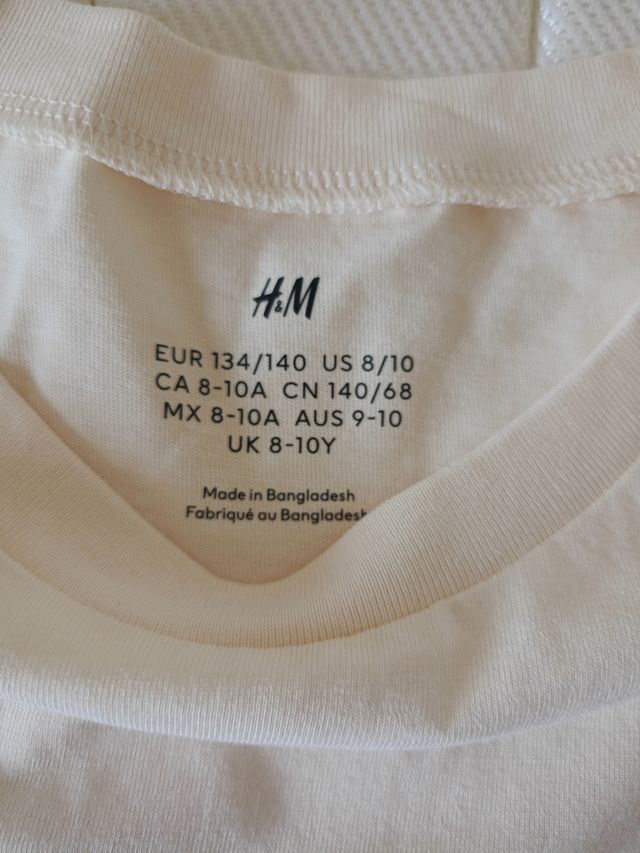 H&M
EUR 134/140 US 8/10
CA 8-10A CN 140/68
MX 8-10A AUS 9-10
UK 8-10Y
Made in Bangladesh
Fabriqué au Bangladesh